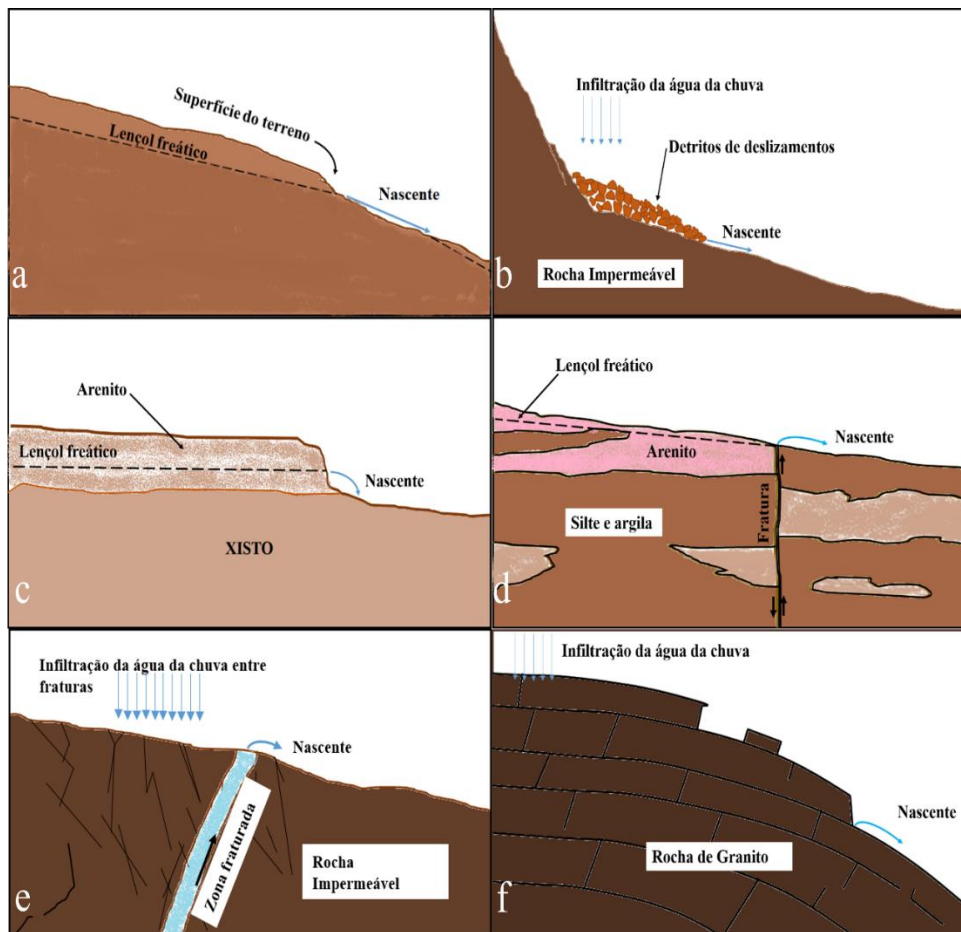 Superfície do terreno
Lençol freático
Nascente
a
Infiltração da água da chuva
Detritos de deslizamentos
Nascente
Rocha Impermeável
b
Arenito
Lençol freático
Nascente
XISTO
c
Lençol freático
Nascente
Arenito
Silte e argila
Fratura
d
Infiltração da água da chuva entre
fraturas
Nascente
Zona fraturada
Rocha
Impermeável
e
Infiltração da água da chuva
Nascente
Rocha de Granito
f